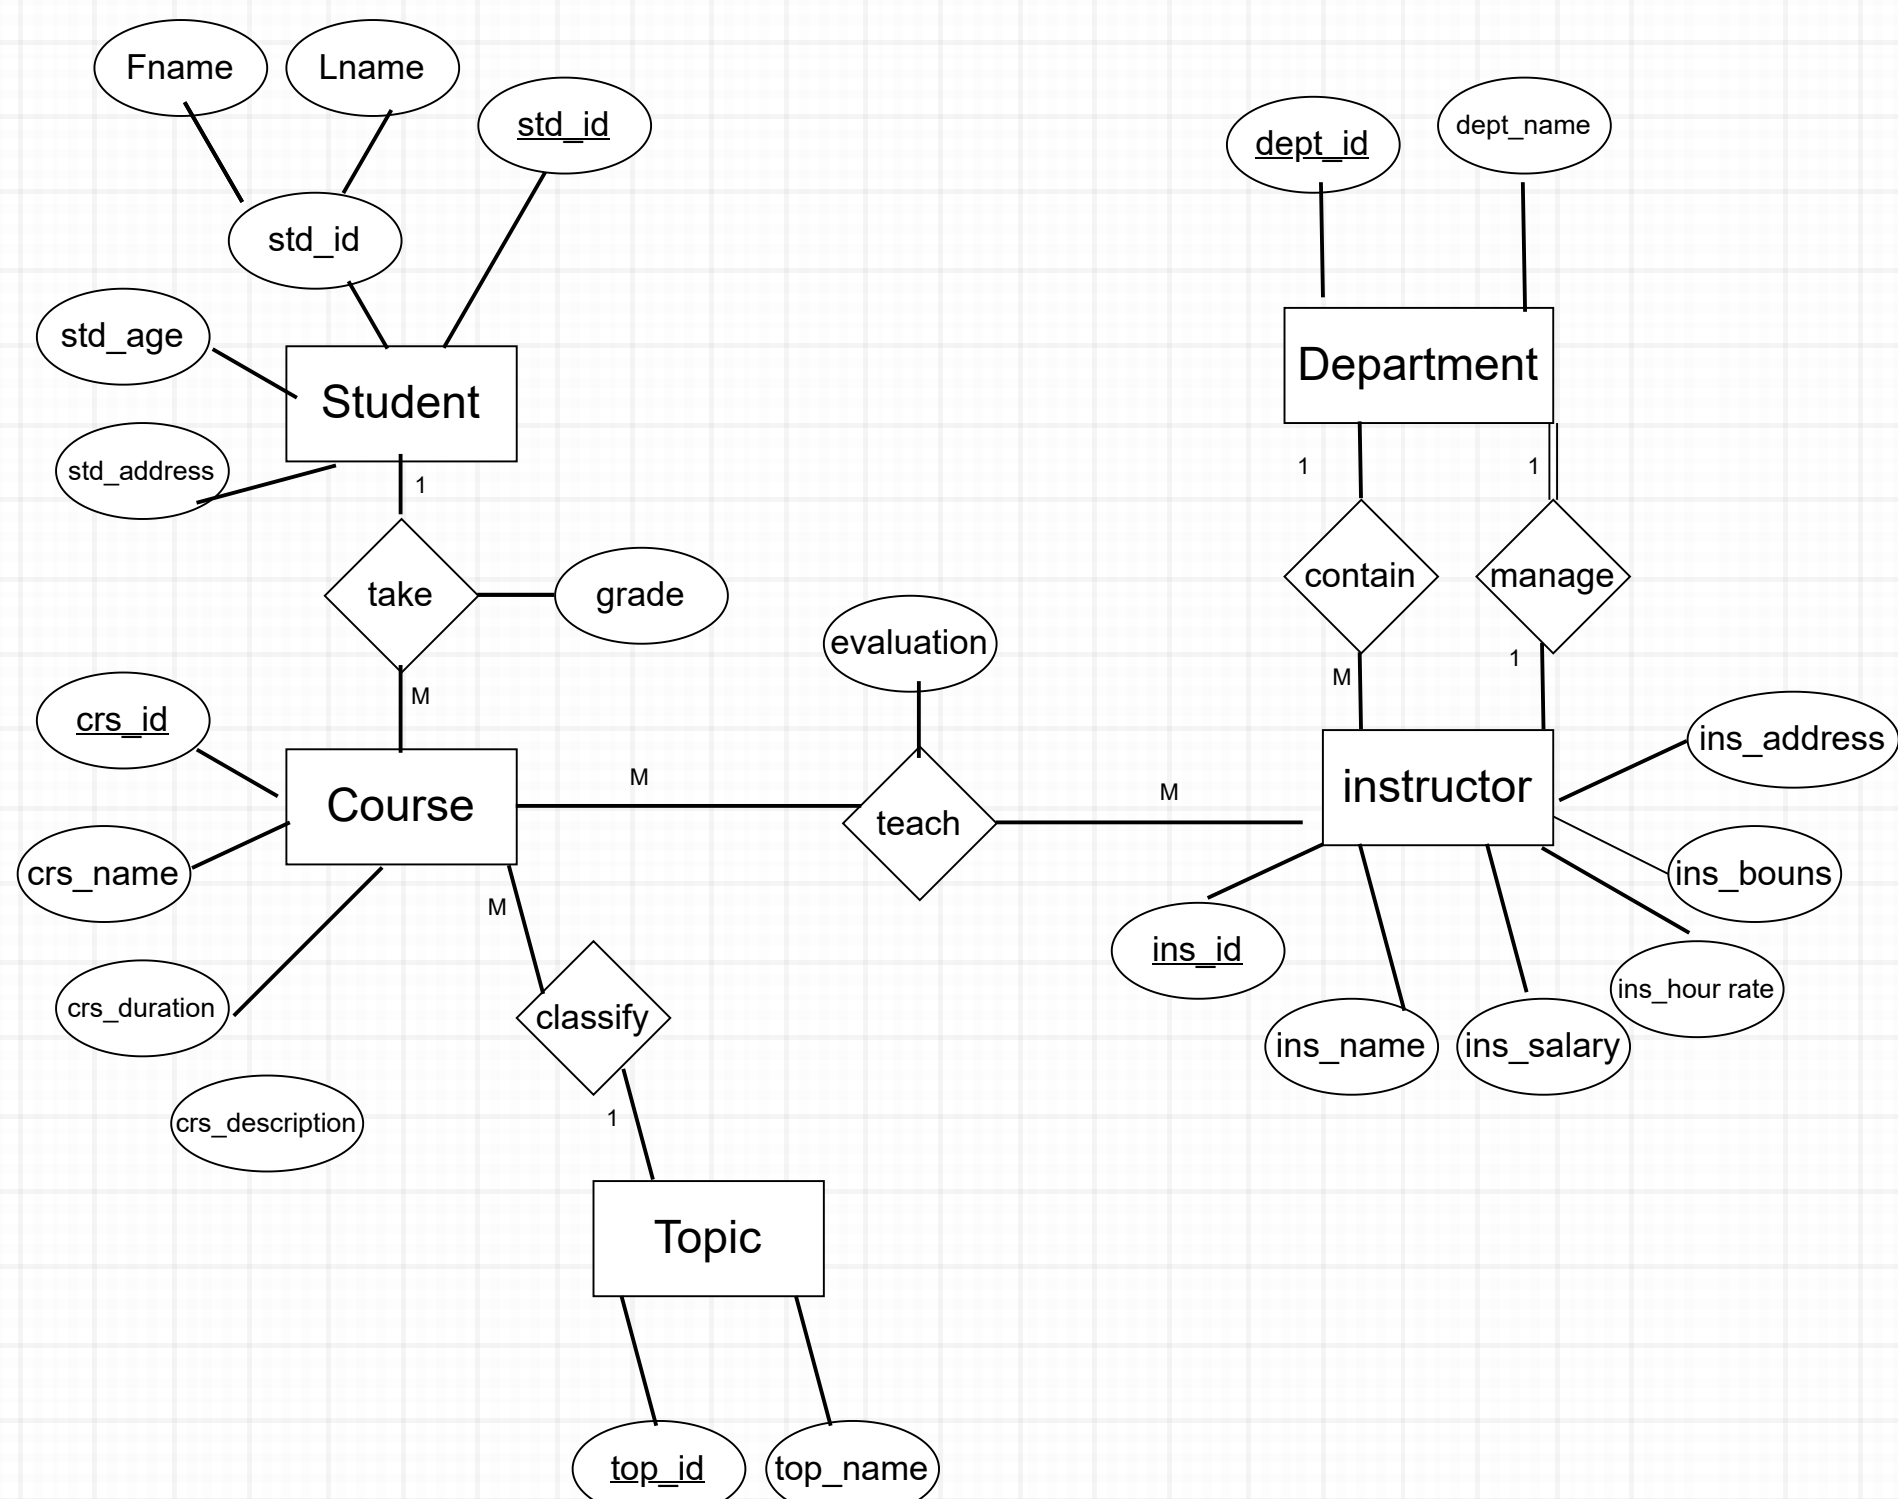 Fname
Lname
std_id
dept_id
dept_name
std_id
std_age
Student
Department
std_address
1
1
1
take
grade
contain
manage
evaluation
M
M
1
crs_id
ins_address
Course
M
teach
M
instructor
crs_name
ins_bouns
M
ins_id
crs_duration
classify
ins_hour rate
ins_name
ins_salary
crs_description
1
Topic
top_id
top_name